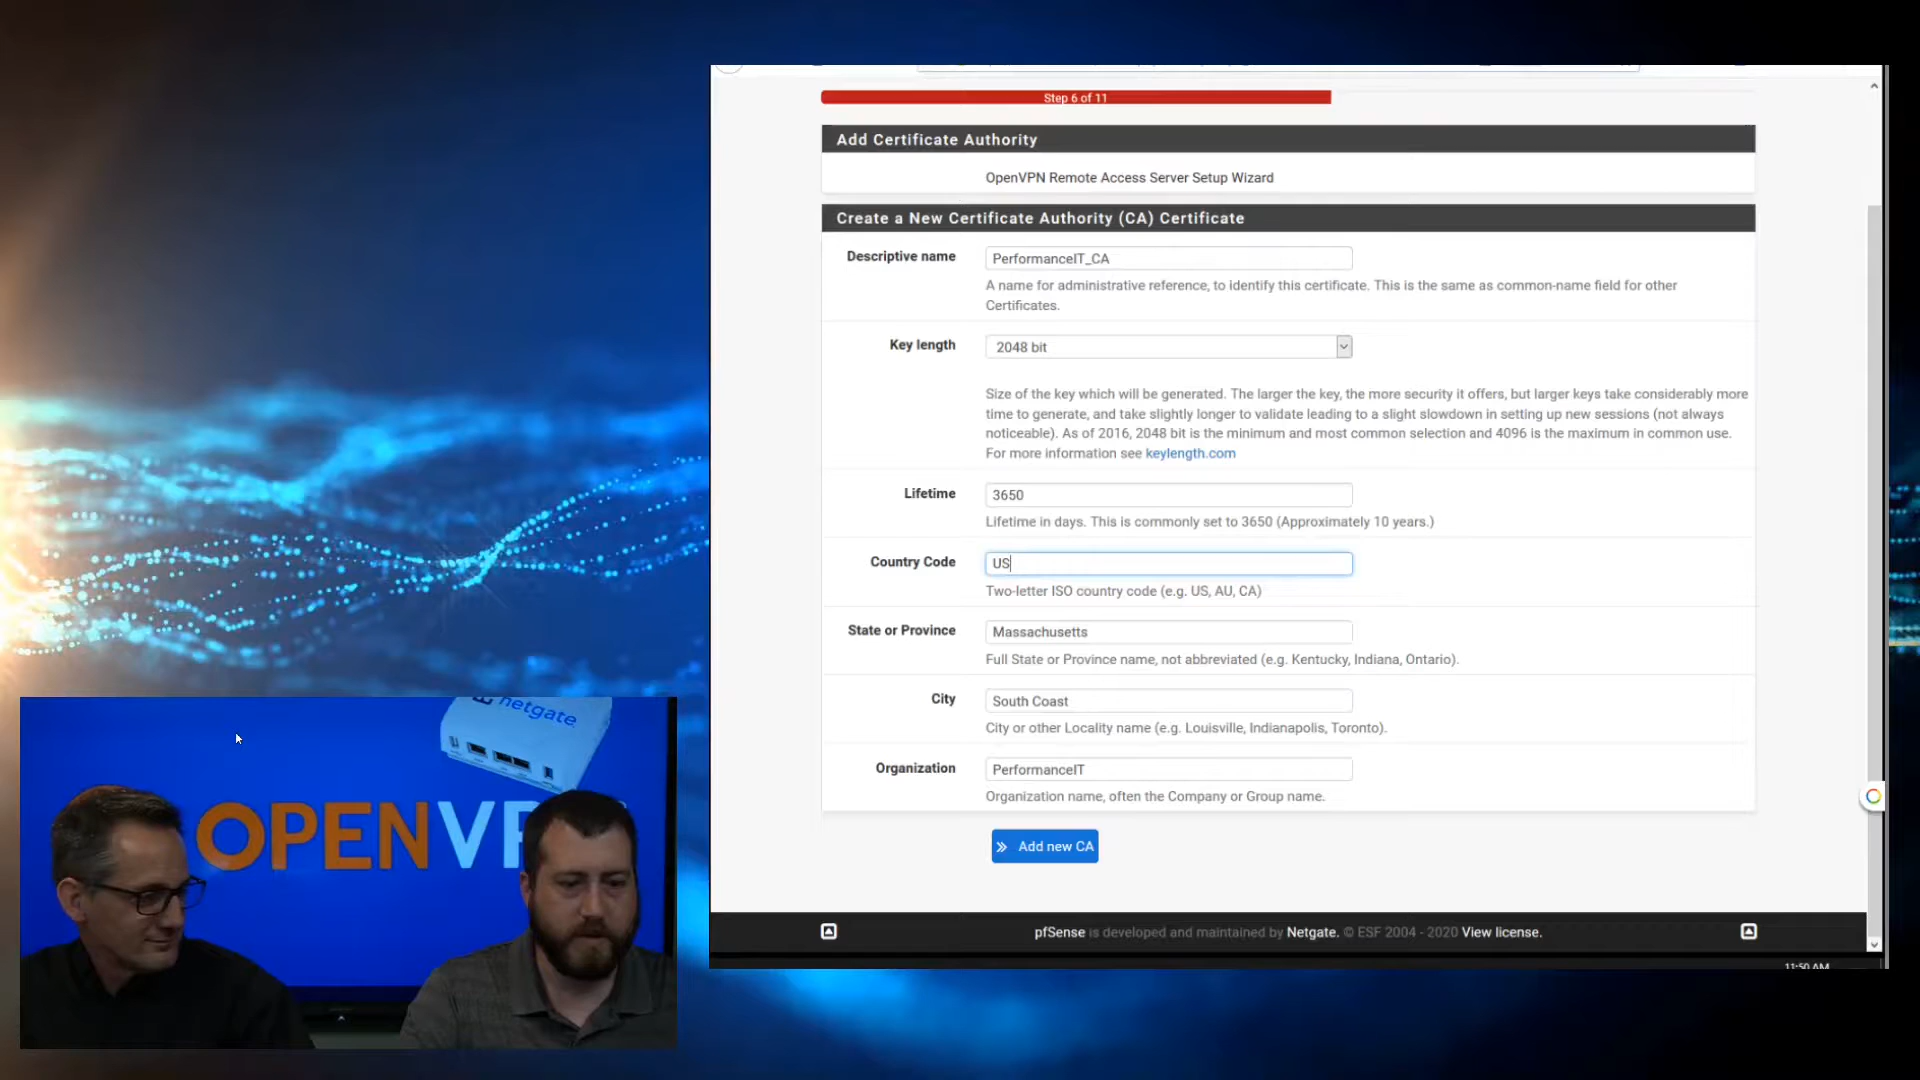 Step 6 of 11
Add Certificate Authority
OpenVPN Remote Access Server Setup Wizard
Create a New Certificate Authority (CA) Certificate
Descriptive name
PerformanceIT_CA
A name for administrative reference, to identify this certificate. This is the same as common-name field for other
Certificates.
Key length
2048 bit
Size of the key which will be generated. The larger the key, the more security it offers, but larger keys take considerably more
time to generate, and take slightly longer to validate leading to a slight slowdown in setting up new sessions (not always
noticeable). As of 2016, 2048 bit is the minimum and most common selection and 4096 is the maximum in common use.
For more information see keylength.com
Lifetime
3650
Lifetime in days. This is commonly set to 3650 (Approximately 10 years.)
Country Code
US
Two-letter ISO country code (e.g. US, AU, CA)
State or Province
Massachusetts
Full State or Province name, not abbreviated (e.g. Kentucky, Indiana, Ontario).
City
South Coast
City or other Locality name (e.g. Louisville, Indianapolis, Toronto).
Organization
PerformanceIT
Organization name, often the Company or Group name.
Add new CA
pfSense is developed and maintained by Netgate. © ESF 2004 - 2020 View license.
11:50 AM
netgate
OPENVP